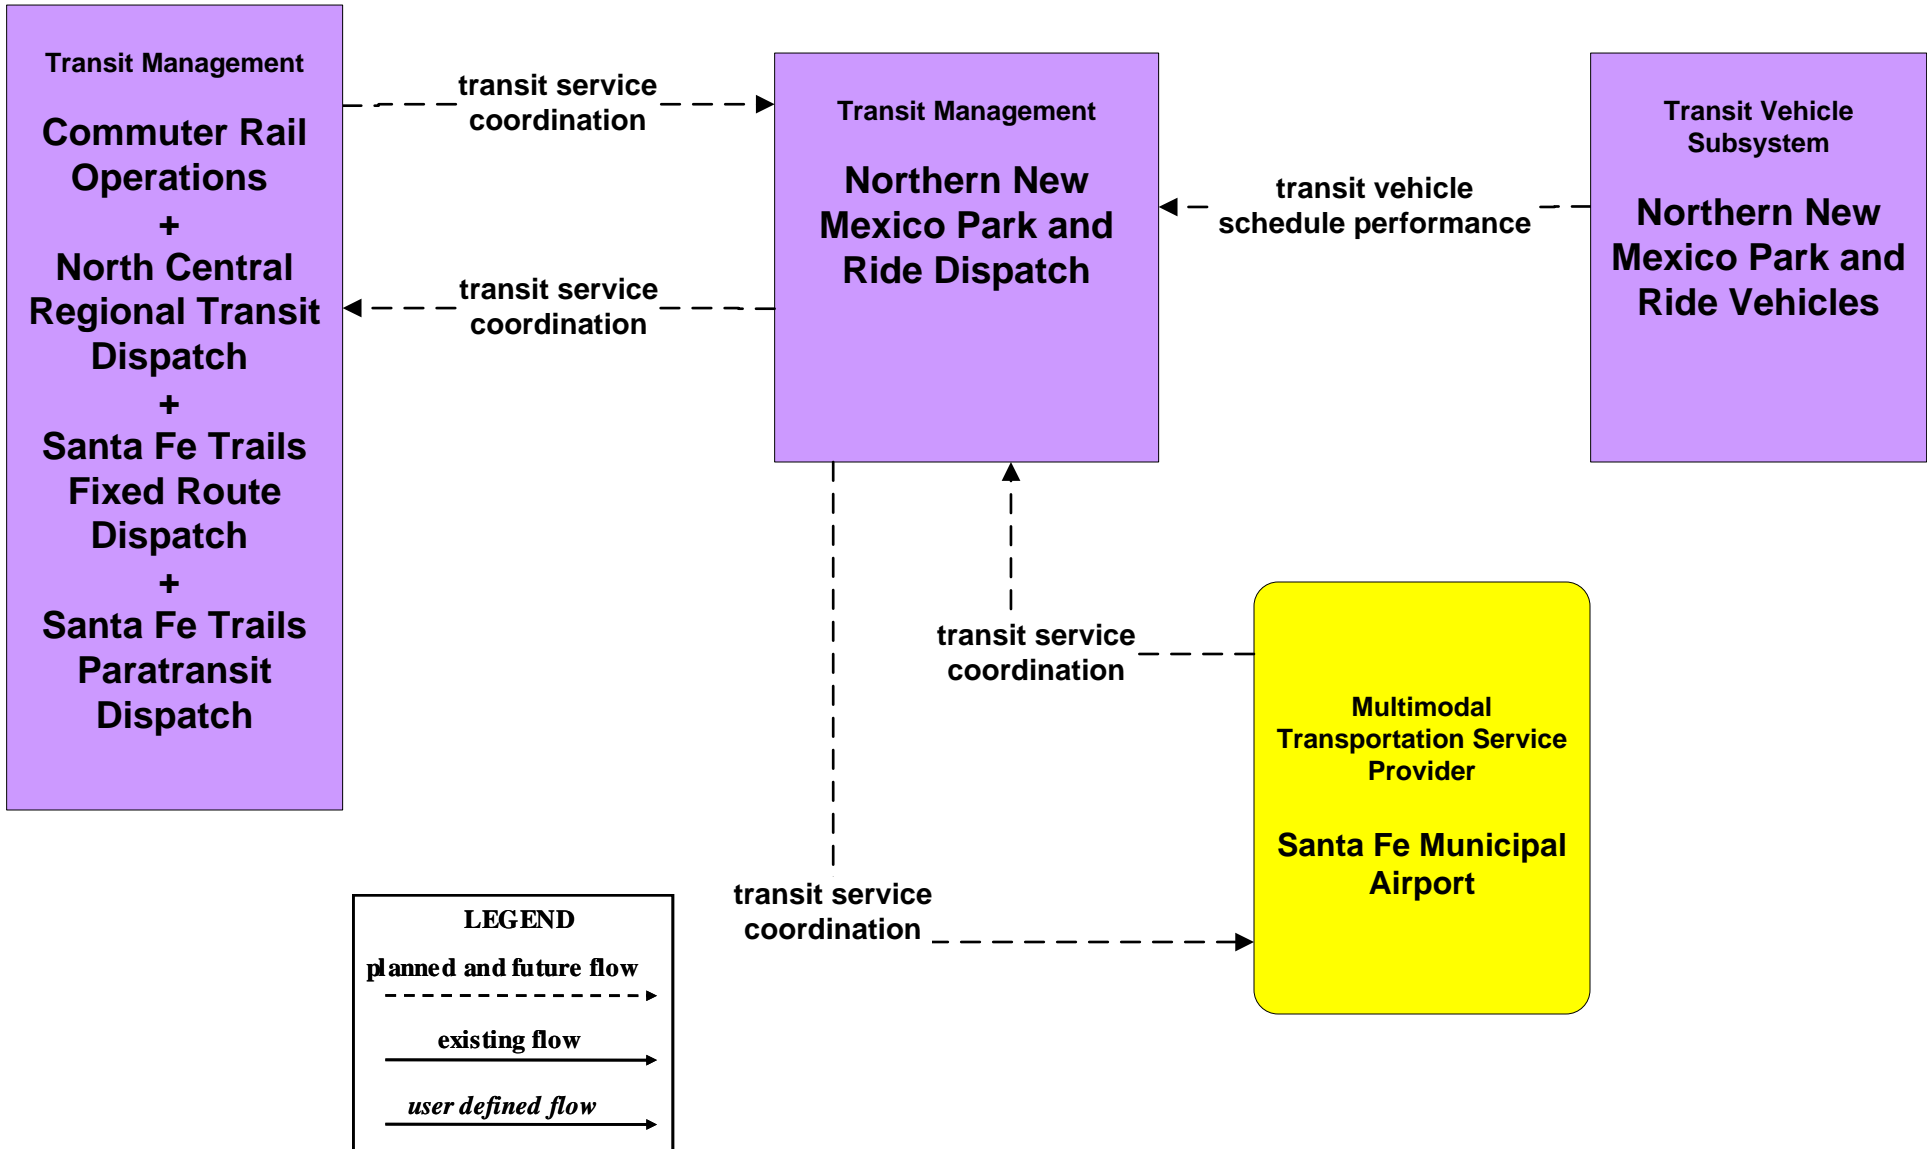 Transit Management
Commuter Rail
Operations
+
North Central
Regional Transit
Dispatch
+
Santa Fe Trails
Fixed Route
Dispatch
+
Santa Fe Trails
Paratransit
Dispatch
transit service
coordination
transit service
coordination
Transit Management
Northern New
Mexico Park and
Ride Dispatch
transit vehicle
schedule performance
Transit Vehicle
Subsystem
Northern New
Mexico Park and
Ride Vehicles
transit service
coordination
Multimodal
Transportation Service
Provider
Santa Fe Municipal
Airport
transit service
coordination
LEGEND
planned and future flow
existing flow
user defined flow